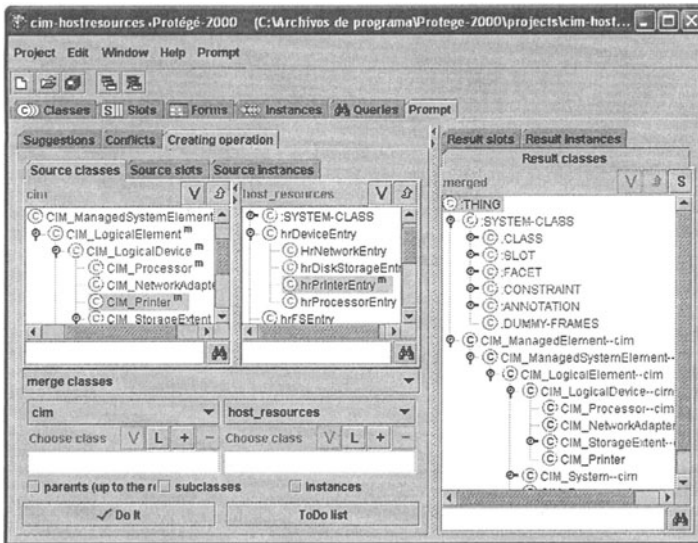 cim-hostresources Protégé-2000 (C:\Archivos de programa\Protege-2000\projects\cim-host...
Project Edit Window Help Prompt
C Classes S Slots Forms Instances Queries Prompt
Suggestions Conflicts Creating operation
Source classes Source slots Source instances
cim V
CIM_ManagedSystemElement
CIM_LogicalElement m
CIM_LogicalDevice m
CIM_Processor m
CIM_NetworkAdapte
CIM_Printer m
CIM_StorageExtent
host_resources V
:SYSTEM-CLASS
hrDeviceEntry
HrNetworkEntry
hrDiskStorageEntr
hrPrinterEntry m
hrProcessorEntry
hrFSEntry
merge classes
cim host_resources
Choose class V L + - Choose class V L + -
parents (up to the r subclasses instances
Do It ToDo list
Result slots Result instances
Result classes
merged V S
:THING
:SYSTEM-CLASS
:CLASS
:SLOT
:FACET
:CONSTRAINT
:ANNOTATION
:DUMMY-FRAMES
CIM_ManagedElement--cim
CIM_ManagedSystemElement--
CIM_LogicalElement--cim
CIM_LogicalDevice--cim
CIM_Processor--cim
CIM_NetworkAdapter
CIM_StorageExtent--
CIM_Printer
CIM_System--cim